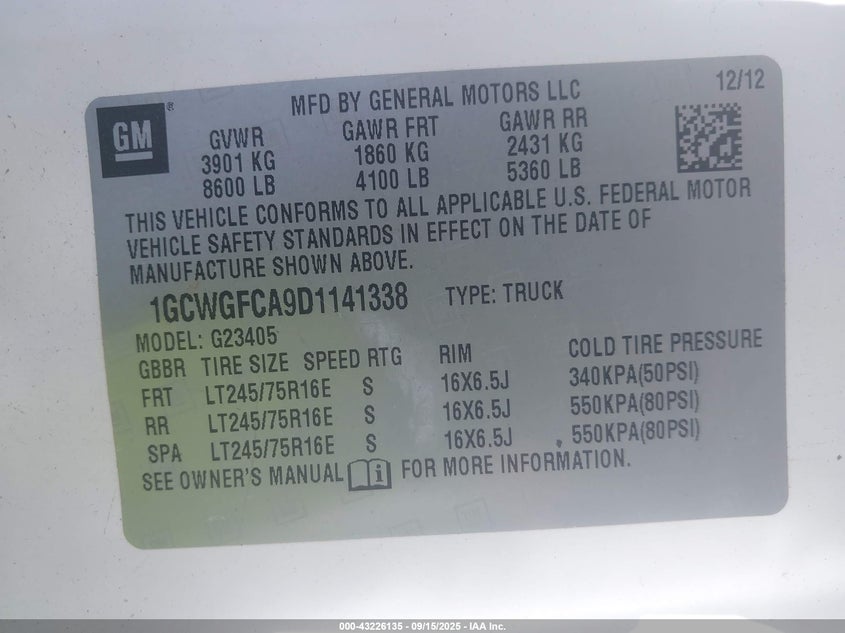 12/12
MFD BY GENERAL MOTORS LLC
GM®
GVWR GAWR FRT GAWR RR
3901 KG 1860 KG 2431 KG
8600 LB 4100 LB 5360 LB
THIS VEHICLE CONFORMS TO ALL APPLICABLE U.S. FEDERAL MOTOR
VEHICLE SAFETY STANDARDS IN EFFECT ON THE DATE OF
MANUFACTURE SHOWN ABOVE.
1GCWGFCA9D1141338 TYPE: TRUCK
MODEL: G23405
GBBR TIRE SIZE SPEED RTG RIM COLD TIRE PRESSURE
FRT LT245/75R16E S 16X6.5J 340KPA(50PSI)
RR LT245/75R16E S 16X6.5J 550KPA(80PSI)
SPA LT245/75R16E S 16X6.5J 550KPA(80PSI)
SEE OWNER'S MANUAL i FOR MORE INFORMATION.
000-43226135 - 09/15/2025 - IAA Inc.